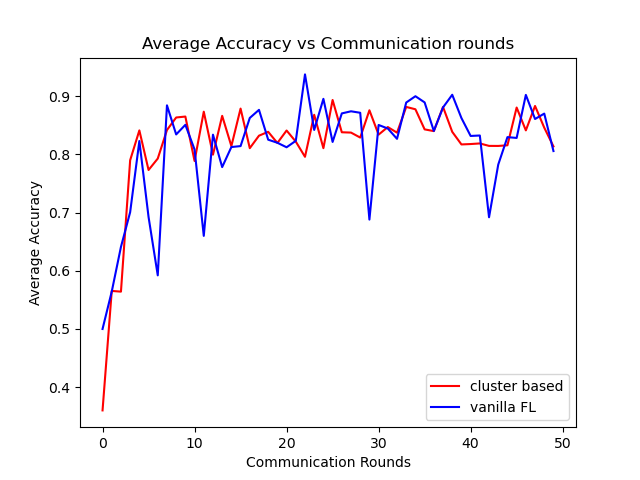 Average Accuracy vs Communication rounds
Average Accuracy
0.9
0.8
0.7
0.6
0.5
0.4
0
10
20
30
40
50
Communication Rounds
cluster based
vanilla FL